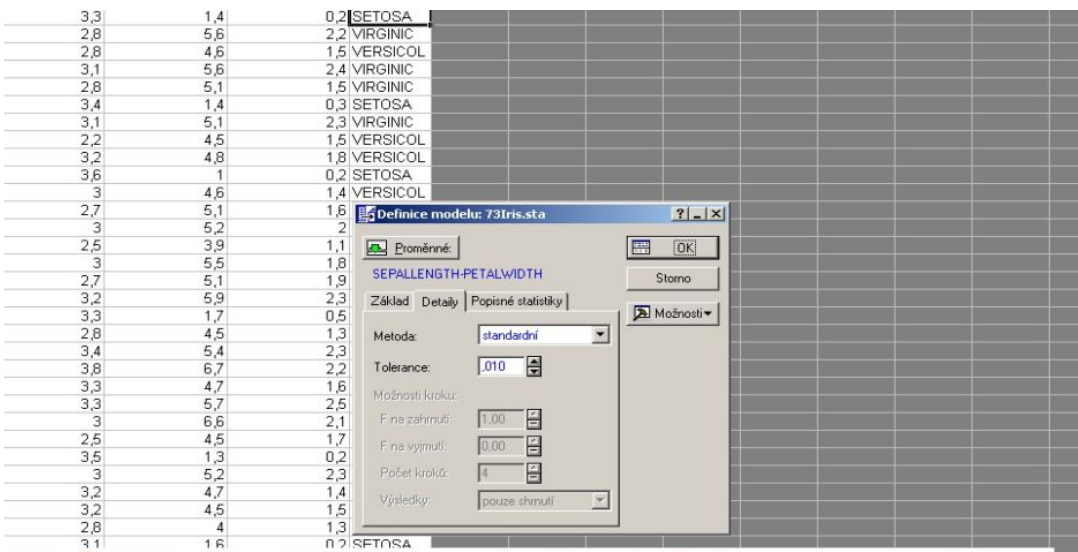 3,3 1,4 0,2 SETOSA
2,8 5,6 2,2 VIRGINIC
2,8 4,6 1,5 VERSICOL
3,1 5,6 2,4 VIRGINIC
2,8 5,1 1,5 VIRGINIC
3,4 1,4 0,3 SETOSA
3,1 5,1 2,3 VIRGINIC
2,2 4,5 1,5 VERSICOL
3,2 4,8 1,8 VERSICOL
3,6 1 0,2 SETOSA
3 4,6 1,4 VERSICOL
2,7 5,1 1,6
3 5,2 2
2,5 3,9 1,1
3 5,5 1,8
2,7 5,1 1,9
3,2 5,9 2,3
3,3 1,7 0,5
2,8 4,5 1,3
3,4 5,4 2,3
3,8 6,7 2,2
3,3 4,7 1,6
3,3 5,7 2,5
3 6,6 2,1
2,5 4,5 1,7
3,5 1,3 0,2
3 5,2 2,3
3,2 4,7 1,4
3,2 4,5 1,5
2,8 4 1,3
3,1 1,6 0,2 SETOSA
Definice modelu: 73Iris.sta
Proměnné:
OK
SEPALLENGTH-PETALWIDTH
Storno
Základ Detaily Popisné statistiky
Možnosti
Metoda: standardní
Tolerance: ,010
Možnosti kroku:
F na zahrnutí: 1,00
F na vyjmutí: 0,00
Počet kroků: 4
Výsledky: pouze shrnutí